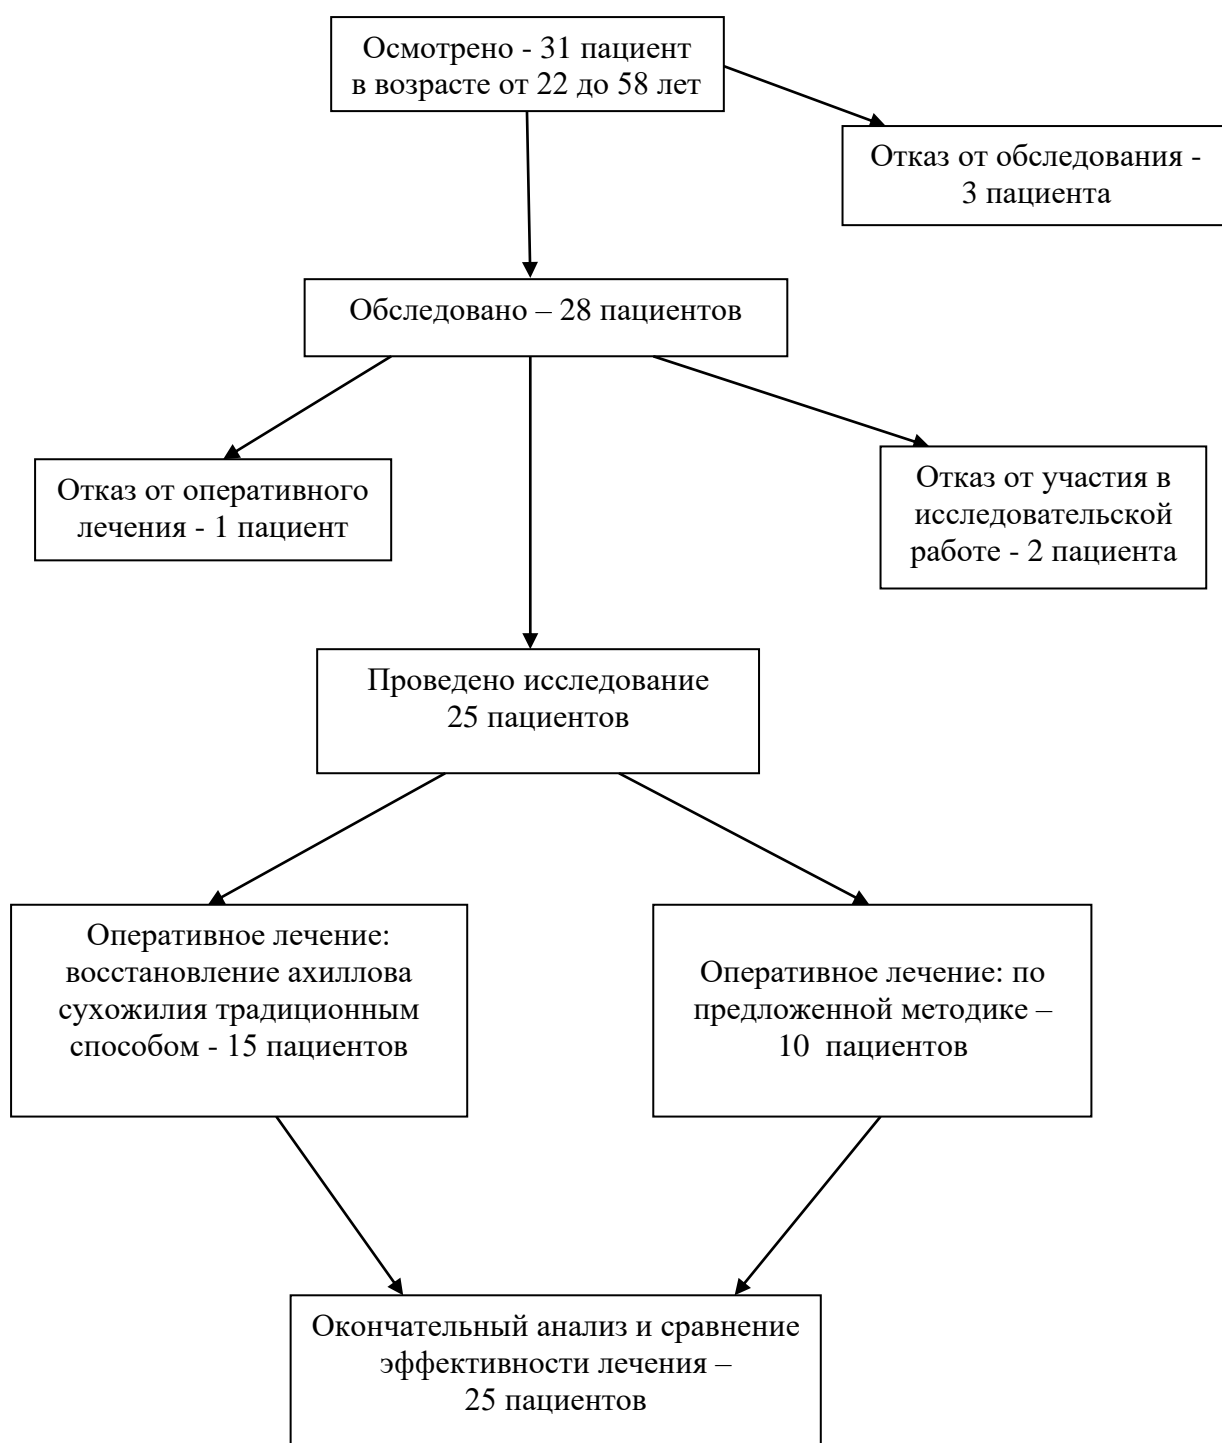 Осмотрено - 31 пациент
в возрасте от 22 до 58 лет
Отказ от обследования -
3 пациента
Обследовано – 28 пациентов
Отказ от оперативного
лечения - 1 пациент
Отказ от участия в
исследовательской
работе - 2 пациента
Проведено исследование
25 пациентов
Оперативное лечение:
восстановление ахиллова
сухожилия традиционным
способом - 15 пациентов
Оперативное лечение: по
предложенной методике –
10 пациентов
Окончательный анализ и сравнение
эффективности лечения –
25 пациентов